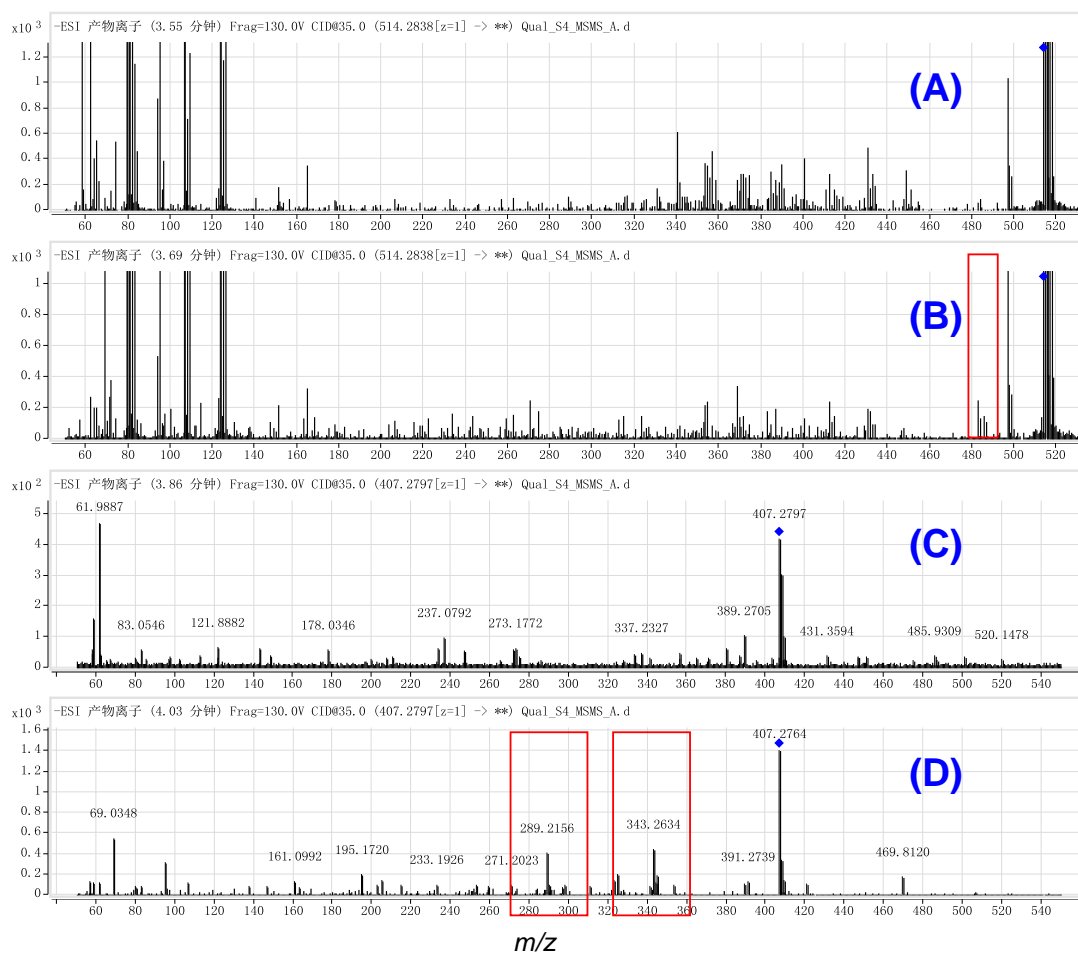 -ESI 产物离子 (3.55 分钟) Frag=130.0V CID@35.0 (514.2838[z=1] -> **) Qual_S4_MSMS_A.d
x10 3
1.2
1
0.8
0.6
0.4
0.2
0
(A)
60 80 100 120 140 160 180 200 220 240 260 280 300 320 340 360 380 400 420 440 460 480 500 520
-ESI 产物离子 (3.69 分钟) Frag=130.0V CID@35.0 (514.2838[z=1] -> **) Qual_S4_MSMS_A.d
x10 3
1
0.8
0.6
0.4
0.2
0
(B)
60 80 100 120 140 160 180 200 220 240 260 280 300 320 340 360 380 400 420 440 460 480 500 520
-ESI 产物离子 (3.86 分钟) Frag=130.0V CID@35.0 (407.2797[z=1] -> **) Qual_S4_MSMS_A.d
x10 2
5
4
3
2
1
0
61.9887
83.0546
121.8882
178.0346
237.0792
273.1772
337.2327
389.2705
407.2797
431.3594
485.9309
520.1478
(C)
60 80 100 120 140 160 180 200 220 240 260 280 300 320 340 360 380 400 420 440 460 480 500 520 540
-ESI 产物离子 (4.03 分钟) Frag=130.0V CID@35.0 (407.2797[z=1] -> **) Qual_S4_MSMS_A.d
x10 3
1.6
1.4
1.2
1
0.8
0.6
0.4
0.2
0
69.0348
161.0992
195.1720
233.1926
271.2023
289.2156
343.2634
391.2739
407.2764
469.8120
(D)
60 80 100 120 140 160 180 200 220 240 260 280 300 320 340 360 380 400 420 440 460 480 500 520 540
m/z